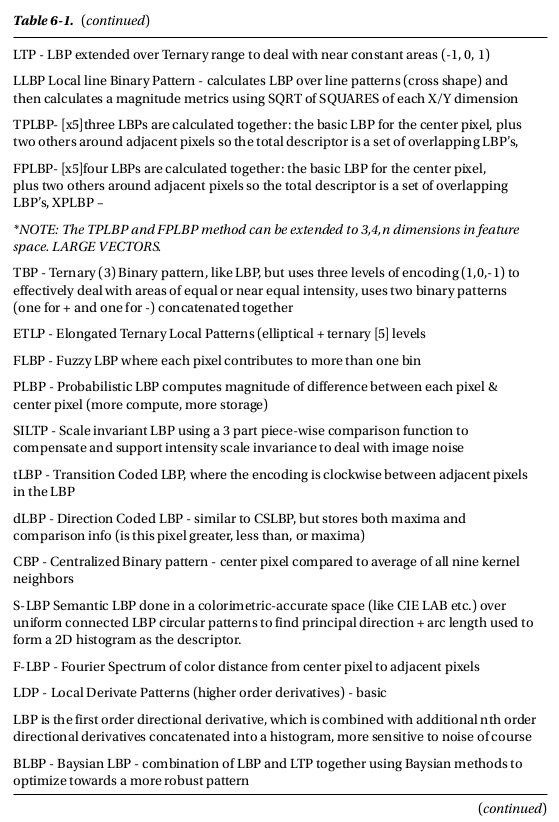 Table 6-1. (continued)
LTP - LBP extended over Ternary range to deal with near constant areas (-1, 0, 1)
LLBP Local line Binary Pattern - calculates LBP over line patterns (cross shape) and
then calculates a magnitude metrics using SQRT of SQUARES of each X/Y dimension
TPLBP- [x5]three LBPs are calculated together: the basic LBP for the center pixel, plus
two others around adjacent pixels so the total descriptor is a set of overlapping LBP's,
FPLBP- [x5]four LBPs are calculated together: the basic LBP for the center pixel,
plus two others around adjacent pixels so the total descriptor is a set of overlapping
LBP's, XPLBP –
*NOTE: The TPLBP and FPLBP method can be extended to 3,4,n dimensions in feature
space. LARGE VECTORS.
TBP - Ternary (3) Binary pattern, like LBP, but uses three levels of encoding (1,0,-1) to
effectively deal with areas of equal or near equal intensity, uses two binary patterns
(one for + and one for -) concatenated together
ETLP - Elongated Ternary Local Patterns (elliptical + ternary [5] levels
FLBP - Fuzzy LBP where each pixel contributes to more than one bin
PLBP - Probabilistic LBP computes magnitude of difference between each pixel &
center pixel (more compute, more storage)
SILTP - Scale invariant LBP using a 3 part piece-wise comparison function to
compensate and support intensity scale invariance to deal with image noise
tLBP - Transition Coded LBP, where the encoding is clockwise between adjacent pixels
in the LBP
dLBP - Direction Coded LBP - similar to CSLBP, but stores both maxima and
comparison info (is this pixel greater, less than, or maxima)
CBP - Centralized Binary pattern - center pixel compared to average of all nine kernel
neighbors
S-LBP Semantic LBP done in a colorimetric-accurate space (like CIE LAB etc.) over
uniform connected LBP circular patterns to find principal direction + arc length used to
form a 2D histogram as the descriptor.
F-LBP - Fourier Spectrum of color distance from center pixel to adjacent pixels
LDP - Local Derivate Patterns (higher order derivatives) - basic
LBP is the first order directional derivative, which is combined with additional nth order
directional derivatives concatenated into a histogram, more sensitive to noise of course
BLBP - Baysian LBP - combination of LBP and LTP together using Baysian methods to
optimize towards a more robust pattern
(continued)